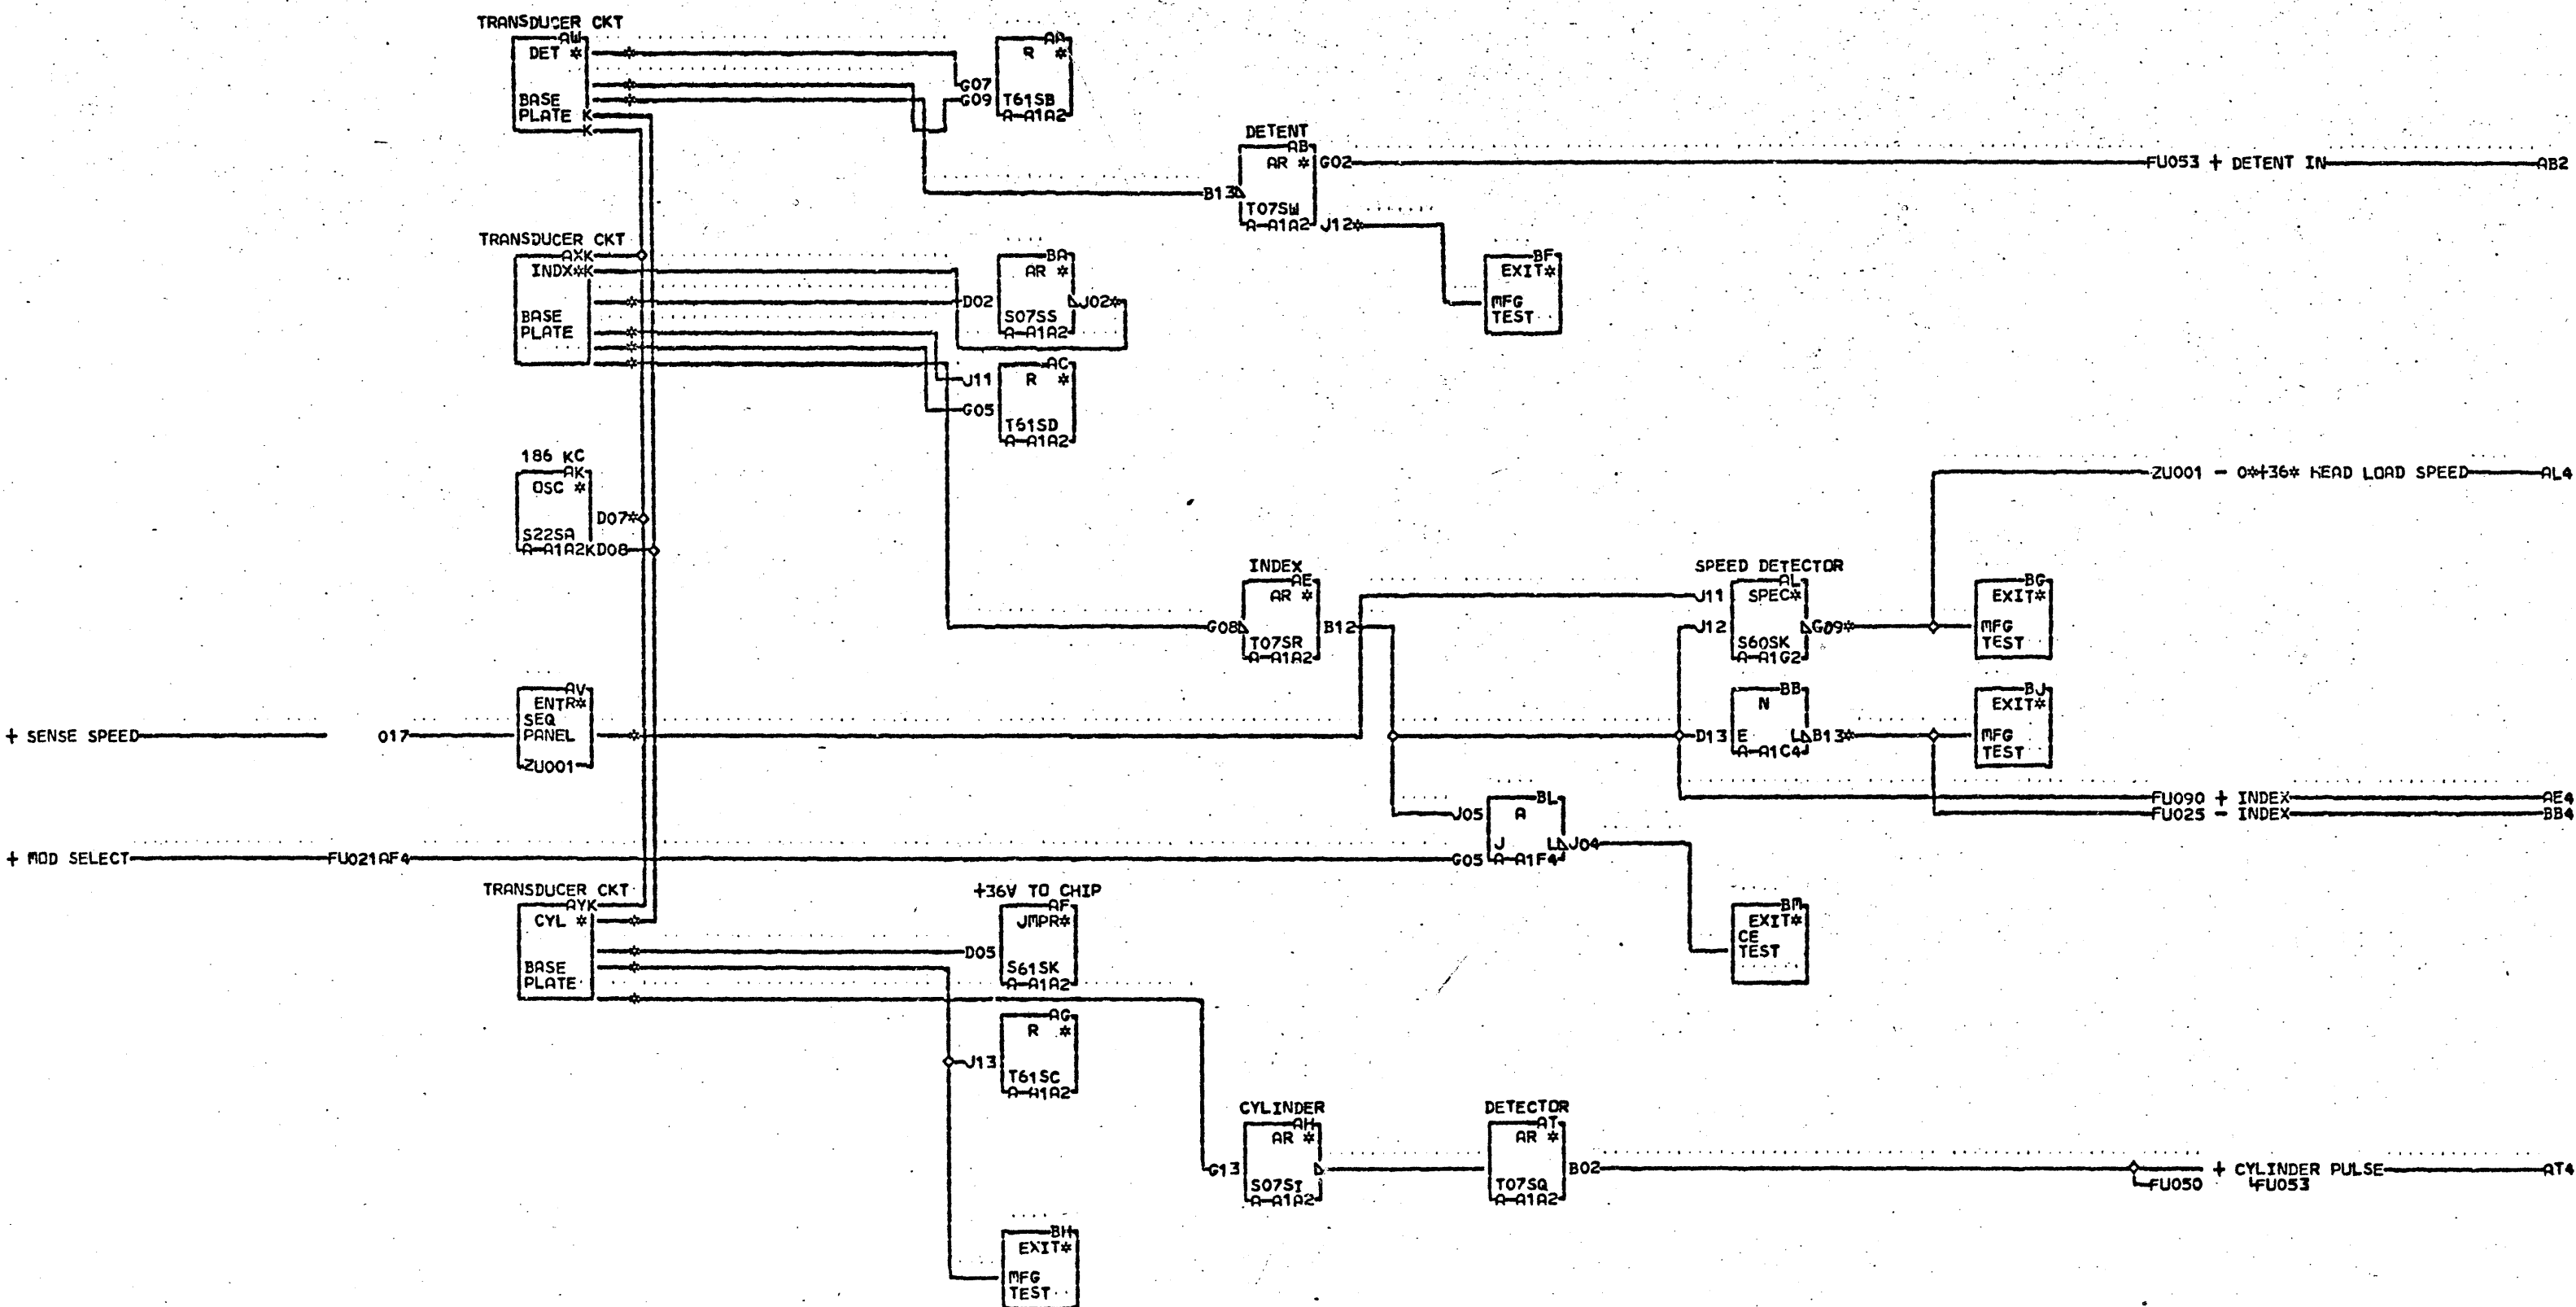 TRANSDUCER CKT
AW
DET *
BASE
PLATE K
K
R *
G07
G09
T61SB
A-A1A2
DETENT
AB
AR *
G02
FU053 + DETENT IN
AB2
B13
T07SW
A-A1A2
J12*
BF
EXIT*
MFG
TEST
TRANSDUCER CKT
AXK
INDX*K
BASE
PLATE
BA
AR *
D02
J02*
S07SS
A-A1A2
AC
J11
R *
G05
T61SD
A-A1A2
186 KC
AK
OSC *
D07*
S22SA
A-A1A2KD08
ZU001 - 0*+36* HEAD LOAD SPEED
AL4
INDEX
AE
AR *
G08
B12
T07SR
A-A1A2
SPEED DETECTOR
AL
J11
SPEC*
J12
G09*
S60SK
A-A1G2
BG
EXIT*
MFG
TEST
+ SENSE SPEED
017
AV
ENTR*
SEQ
PANEL
*
ZU001
BB
N
D13
E L
B13*
A-A1C4
BJ
EXIT*
MFG
TEST
FU090 + INDEX
AE4
FU025 - INDEX
BB4
BL
J05
A
J L
J04
G05
A-A1F4
+ MOD SELECT
FU021AF4
BM
EXIT*
CE
TEST
TRANSDUCER CKT
AYK
CYL *
BASE
PLATE
+36V TO CHIP
AF
JMPR*
D05
S61SK
A-A1A2
AG
R *
J13
T61SC
A-A1A2
CYLINDER
AH
AR *
G13
S07ST
A-A1A2
DETECTOR
AT
AR *
B02
T07SQ
A-A1A2
+ CYLINDER PULSE
AT4
FU050
FU053
BH
EXIT*
MFG
TEST